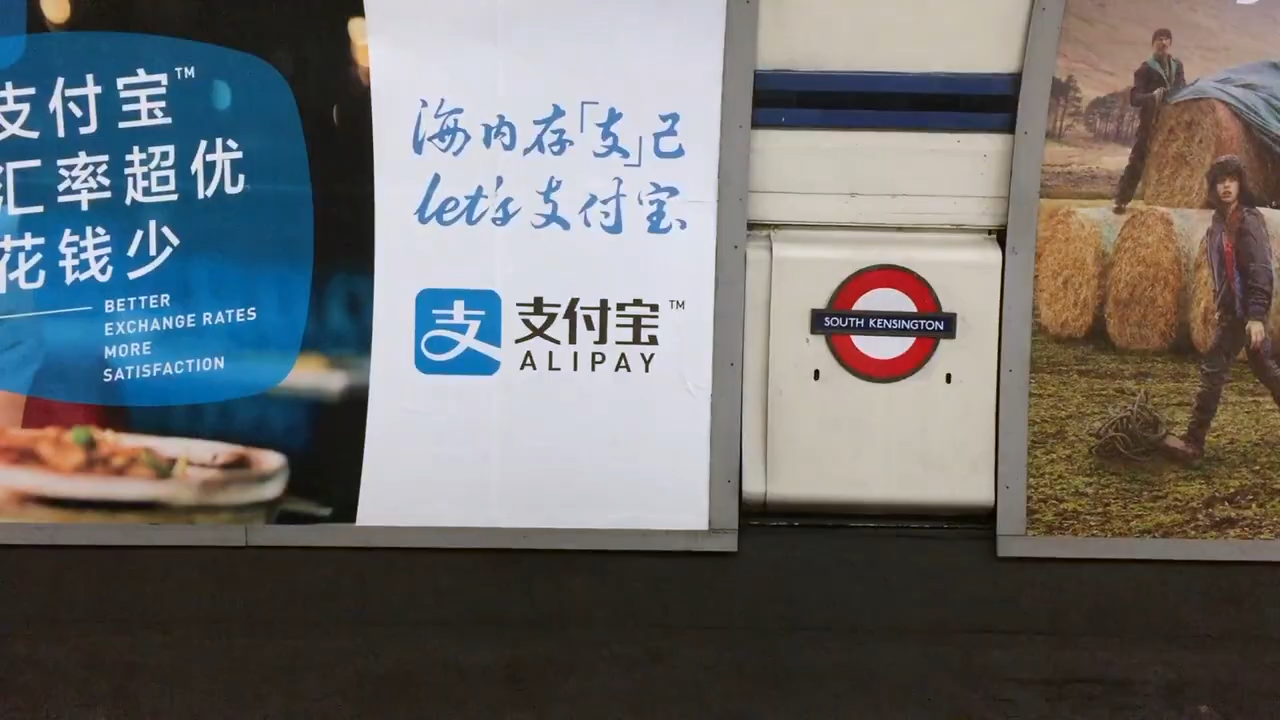 支付宝™
汇率超优
花钱少
BETTER
EXCHANGE RATES
MORE
SATISFACTION
海内存「支」己
let's 支付宝
支 支付宝™
ALIPAY
SOUTH KENSINGTON